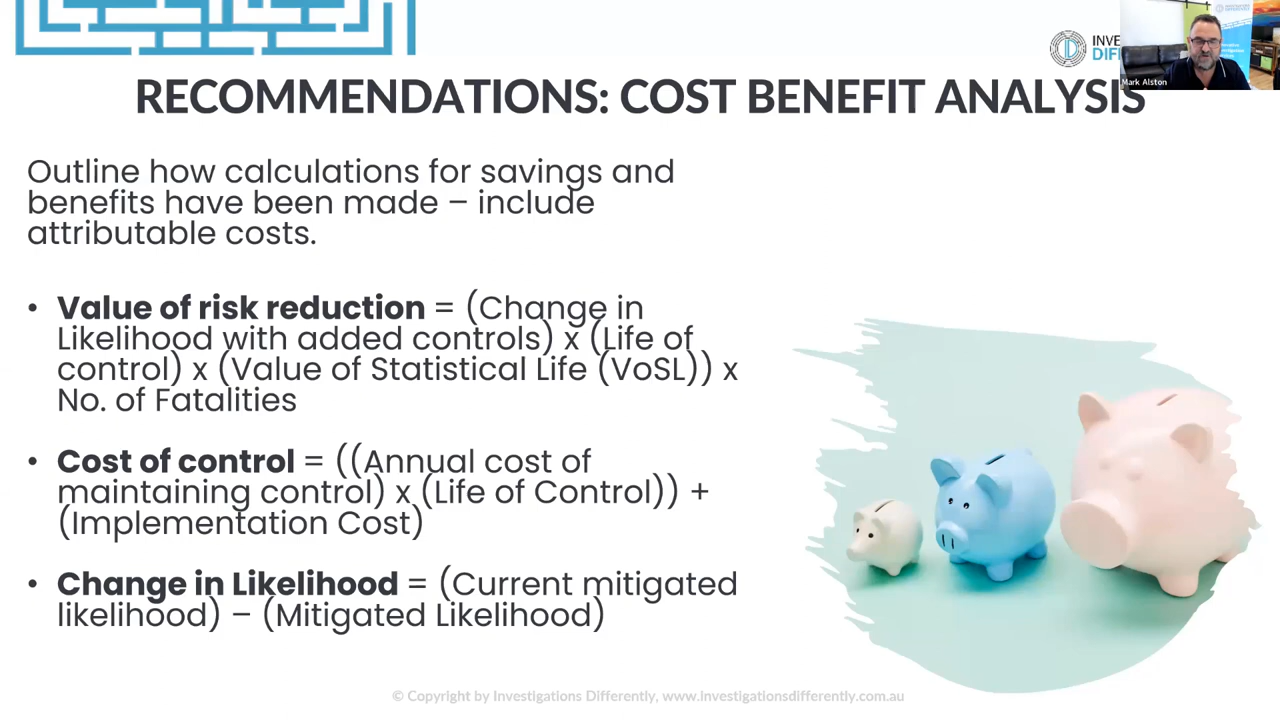 INVE
DIF
Mark Alston
RECOMMENDATIONS: COST BENEFIT ANALYSIS
Outline how calculations for savings and
benefits have been made – include
attributable costs.
• Value of risk reduction = (Change in
Likelihood with added controls) x (Life of
control) x (Value of Statistical Life (VoSL)) x
No. of Fatalities
• Cost of control = ((Annual cost of
maintaining control) x (Life of Control)) +
(Implementation Cost)
• Change in Likelihood = (Current mitigated
likelihood) – (Mitigated Likelihood)
© Copyright by Investigations Differently, www.investigationsdifferently.com.au